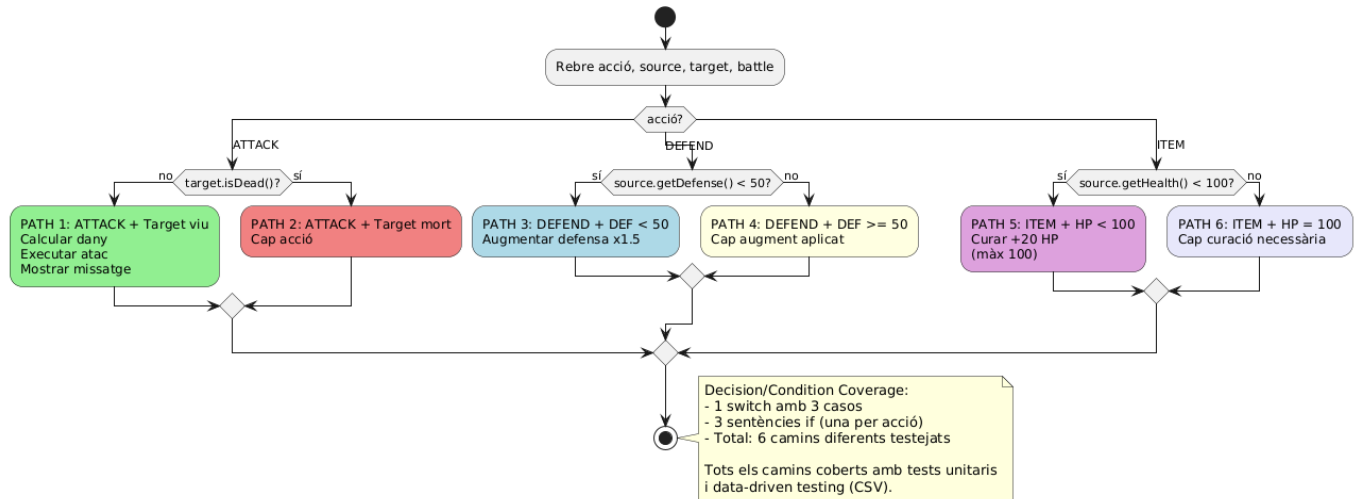 Rebre acció, source, target, battle
acció?
ATTACK
DEFEND
ITEM
no
target.isDead()?
sí
sí
source.getDefense() < 50?
no
sí
source.getHealth() < 100?
no
PATH 1: ATTACK + Target viu
Calcular dany
Executar atac
Mostrar missatge
PATH 2: ATTACK + Target mort
Cap acció
PATH 3: DEFEND + DEF < 50
Augmentar defensa x1.5
PATH 4: DEFEND + DEF >= 50
Cap augment aplicat
PATH 5: ITEM + HP < 100
Curar +20 HP
(màx 100)
PATH 6: ITEM + HP = 100
Cap curació necessària
Decision/Condition Coverage:
- 1 switch amb 3 casos
- 3 sentències if (una per acció)
- Total: 6 camins diferents testejats
Tots els camins coberts amb tests unitaris
i data-driven testing (CSV).